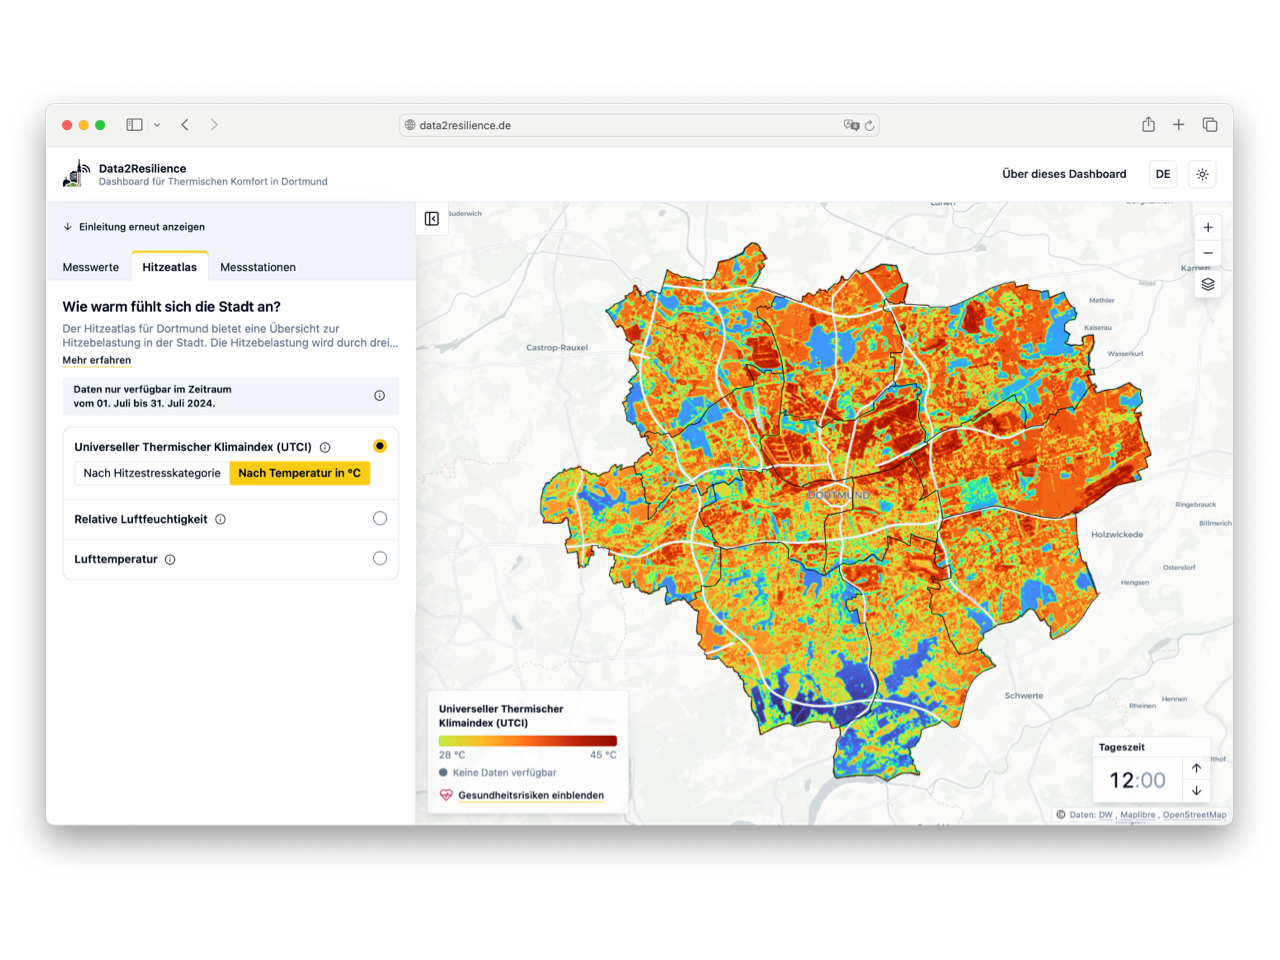 data2resilience.de
Data2Resilience
Dashboard für Thermischen Komfort in Dortmund
Über dieses Dashboard
DE
Einleitung erneut anzeigen
Messwerte
Hitzeatlas
Messstationen
Wie warm fühlt sich die Stadt an?
Der Hitzeatlas für Dortmund bietet eine Übersicht zur
Hitzebelastung in der Stadt. Die Hitzebelastung wird durch drei...
Mehr erfahren
Daten nur verfügbar im Zeitraum
vom 01. Juli bis 31. Juli 2024.
Universeller Thermischer Klimaindex (UTCI)
Nach Hitzestresskategorie
Nach Temperatur in °C
Relative Luftfeuchtigkeit
Lufttemperatur
Castrop-Rauxel
Methler
Kaiserau
Wasserkurl
DORTMUND
Ringebrauck
Billmerich
Holzwickede
Ostendorf
Hengsen
Schwerte
Hennen
Rheinen
Universeller Thermischer
Klimaindex (UTCI)
28 °C
45 °C
Keine Daten verfügbar
Gesundheitsrisiken einblenden
Tageszeit
12:00
© Daten: DW , Maplibre , OpenStreetMap